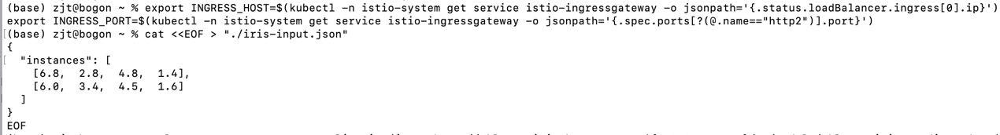 (base) zjt@bogon ~ % export INGRESS_HOST=$(kubectl -n istio-system get service istio-ingressgateway -o jsonpath='{.status.loadBalancer.ingress[0].ip}')
export INGRESS_PORT=$(kubectl -n istio-system get service istio-ingressgateway -o jsonpath='{.spec.ports[?(@.name=="http2")].port}')
(base) zjt@bogon ~ % cat <<EOF > "./iris-input.json"
{
  "instances": [
    [6.8,  2.8,  4.8,  1.4],
    [6.0,  3.4,  4.5,  1.6]
  ]
}
EOF